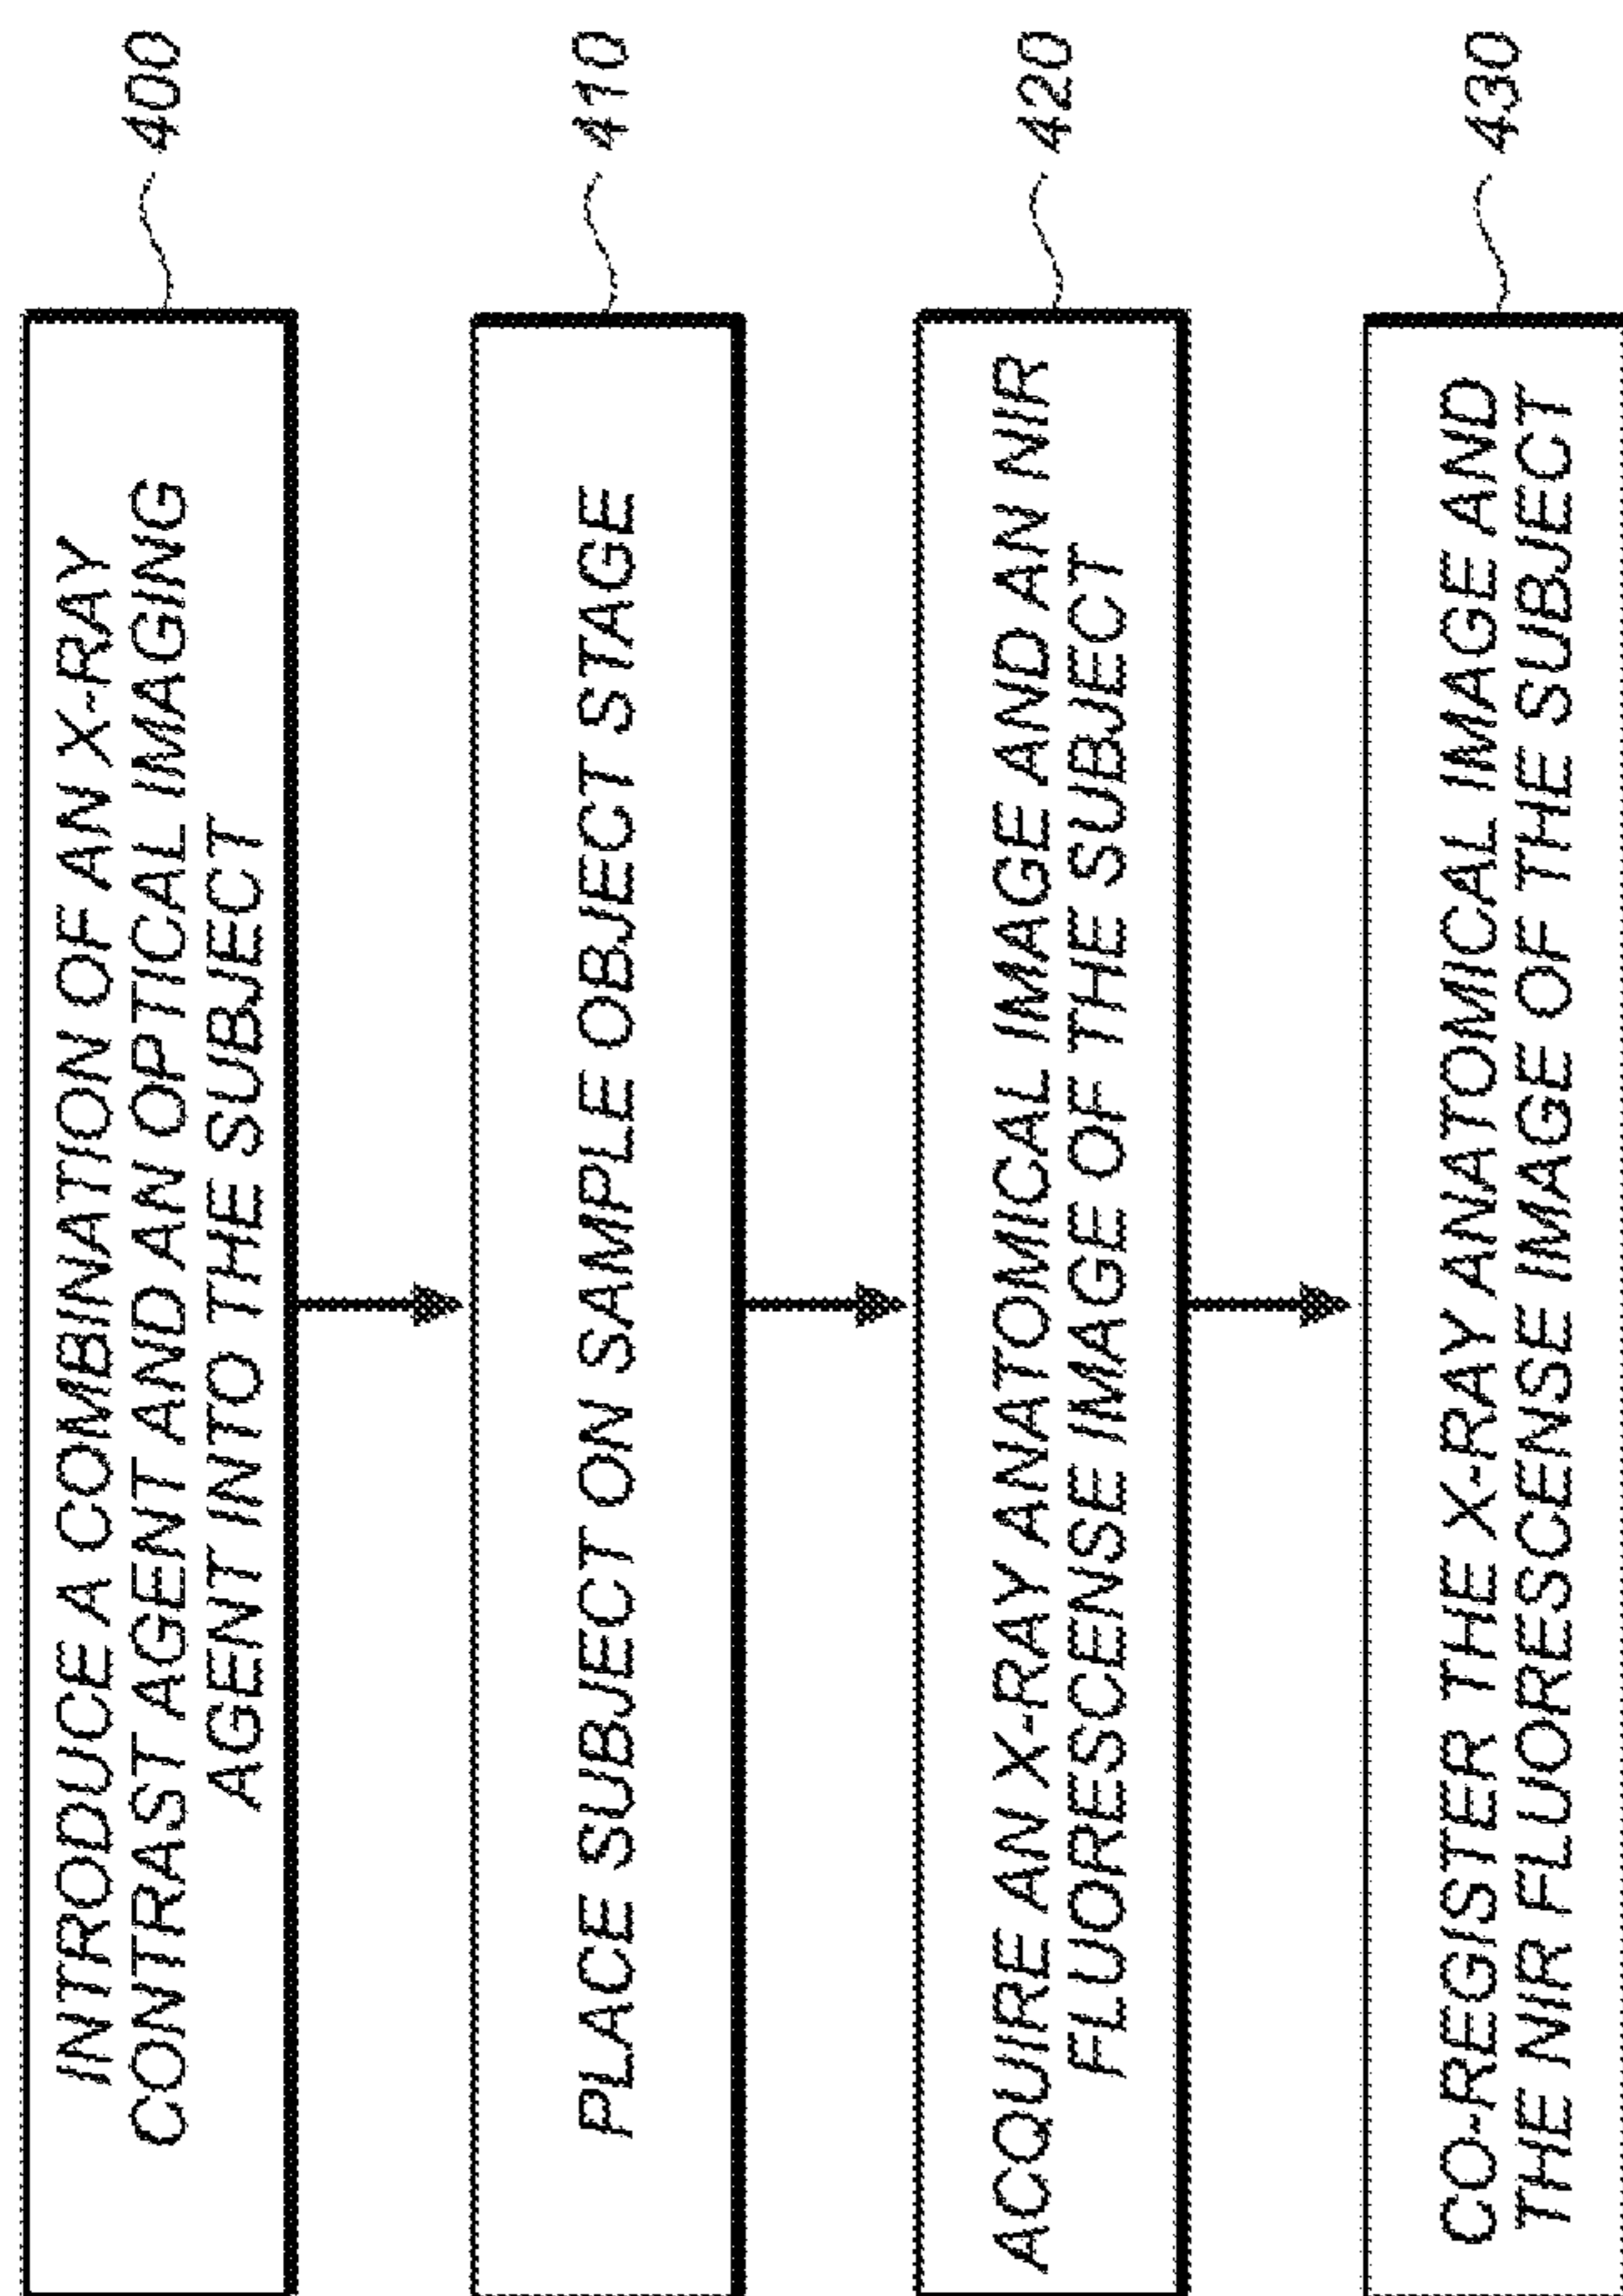 INTRODUCE A COMBINATION OF AN X-RAY
CONTRAST AGENT AND AN OPTICAL IMAGING
AGENT INTO THE SUBJECT
400
PLACE SUBJECT ON SAMPLE OBJECT STAGE
410
ACQUIRE AN X-RAY ANATOMICAL IMAGE AND AN NIR
FLUORESCENSE IMAGE OF THE SUBJECT
420
CO-REGISTER THE X-RAY ANATOMICAL IMAGE AND
THE NIR FLUORESCENSE IMAGE OF THE SUBJECT
430